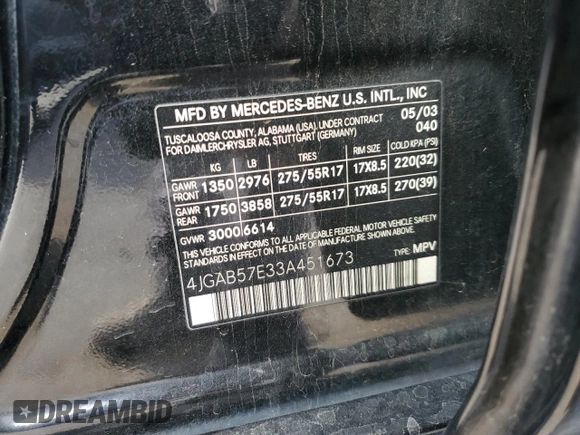 MFD BY MERCEDES-BENZ U.S. INTL., INC
TUSCALOOSA COUNTY, ALABAMA (USA), UNDER CONTRACT 05/03
FOR DAIMLERCHRYSLER AG, STUTTGART (GERMANY) 040
KG LB TIRES RIM SIZE COLD KPA (PSI)
GAWR FRONT 1350 2976 275/55R17 17X8.5 220(32)
GAWR REAR 1750 3858 275/55R17 17X8.5 270(39)
GVWR 3000 6614
THIS VEHICLE CONFORMS TO ALL APPLICABLE FEDERAL MOTOR VEHICLE SAFETY
STANDARDS IN EFFECT ON THE DATE OF MANUFACTURE SHOWN ABOVE.
4JGAB57E33A451673 TYPE: MPV
DREAMBID